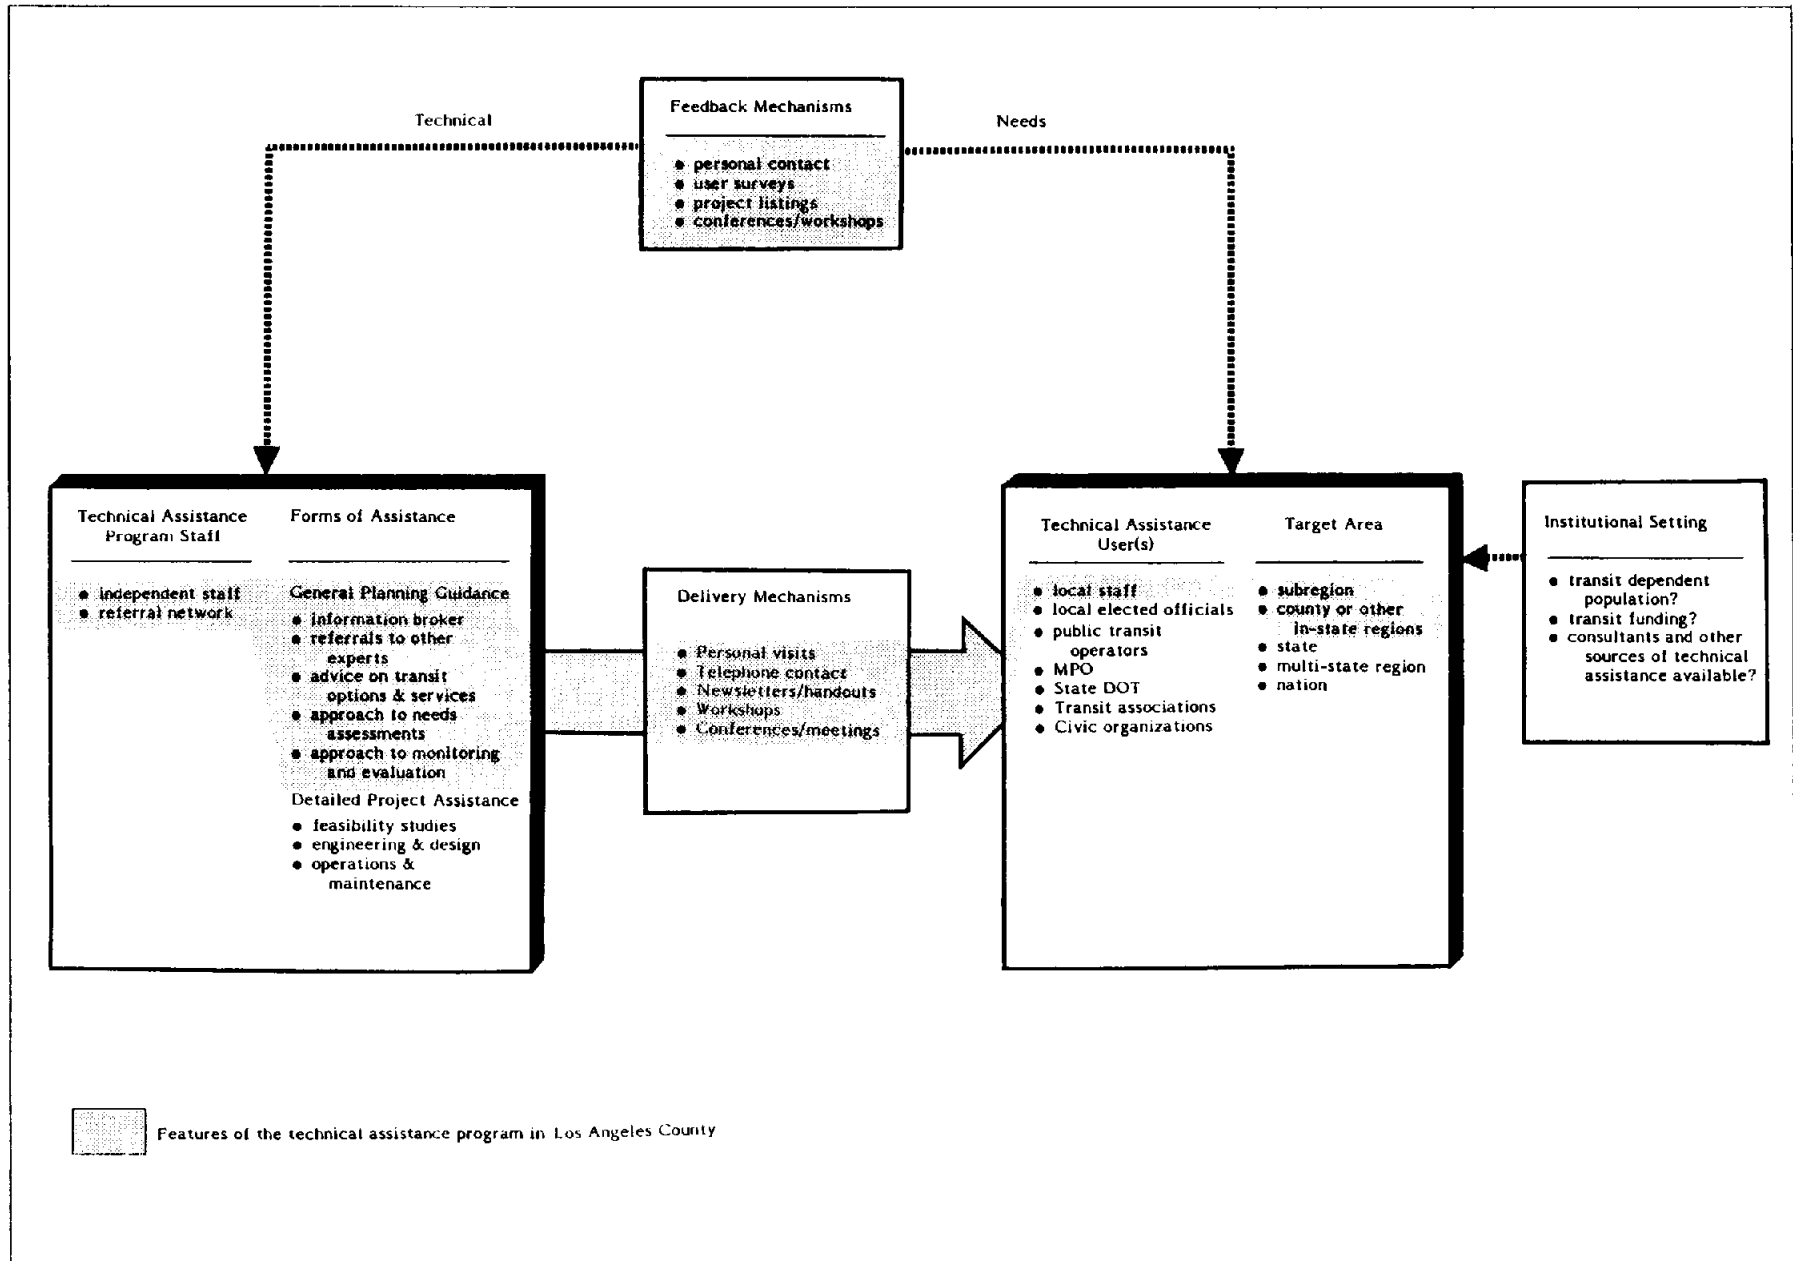 Feedback Mechanisms
Technical
Needs
● personal contact
● user surveys
● project listings
● conferences/workshops
Technical Assistance
Program Staff
● independent staff
● referral network
Forms of Assistance
General Planning Guidance
● information broker
● referrals to other
experts
● advice on transit
options & services
● approach to needs
assessments
● approach to monitoring
and evaluation
Detailed Project Assistance
● feasibility studies
● engineering & design
● operations &
maintenance
Delivery Mechanisms
● Personal visits
● Telephone contact
● Newsletters/handouts
● Workshops
● Conferences/meetings
Technical Assistance
User(s)
● local staff
● local elected officials
● public transit
operators
● MPO
● State DOT
● Transit associations
● Civic organizations
Target Area
● subregion
● county or other
in-state regions
● state
● multi-state region
● nation
Institutional Setting
● transit dependent
population?
● transit funding?
● consultants and other
sources of technical
assistance available?
Features of the technical assistance program in Los Angeles County